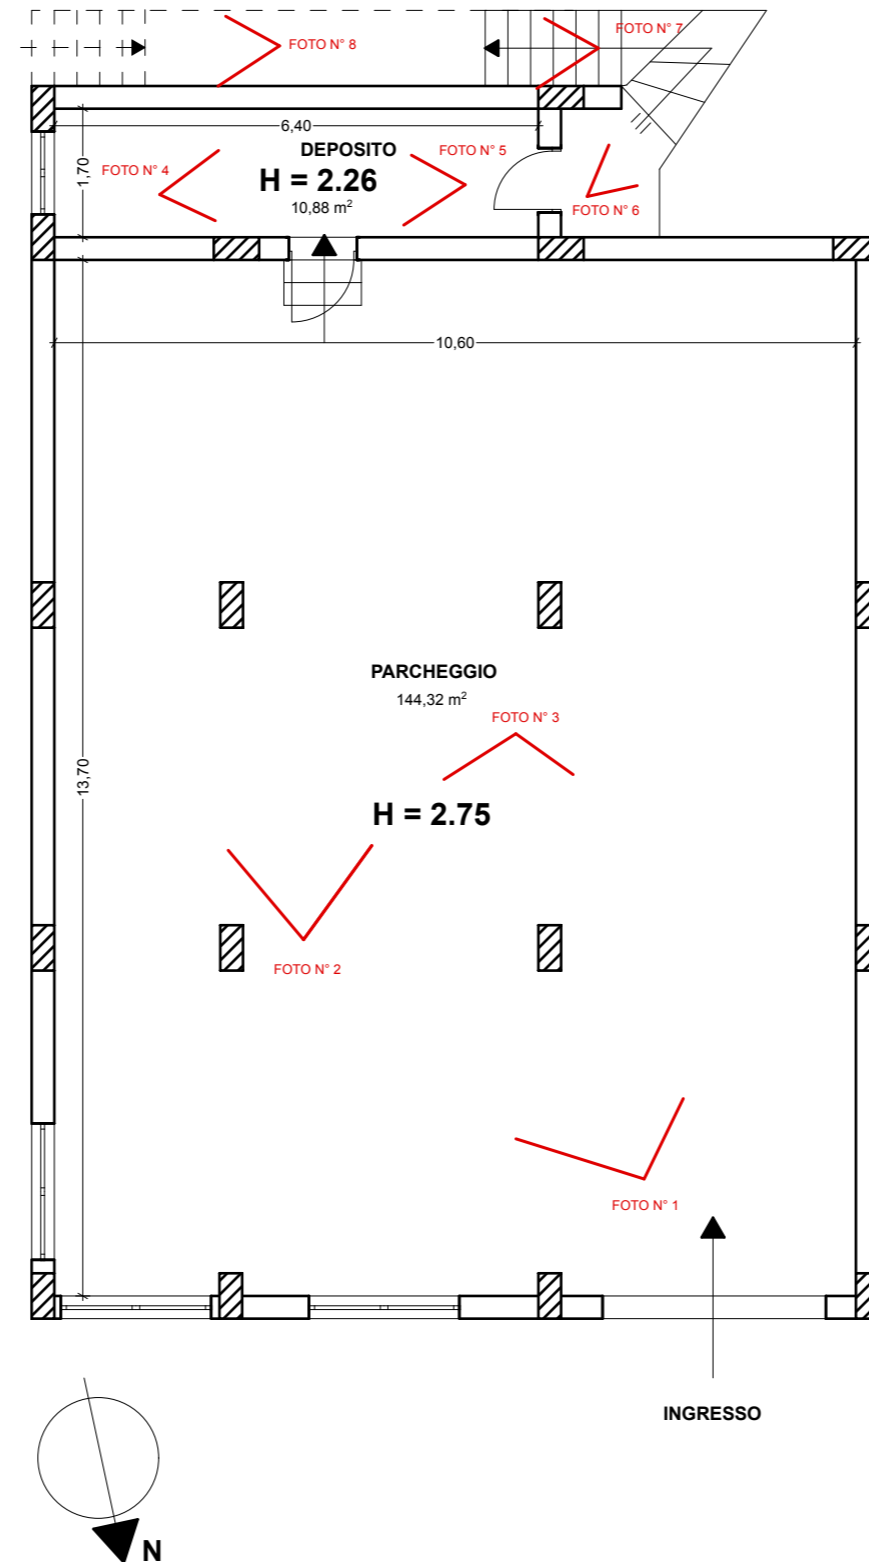 FOTO N° 7
FOTO N° 8
6,40
DEPOSITO
FOTO N° 5
FOTO N° 4
1,70
H = 2.26
10,88 m²
FOTO N° 6
10,60
PARCHEGGIO
144,32 m²
FOTO N° 3
13,70
H = 2.75
FOTO N° 2
FOTO N° 1
INGRESSO
N